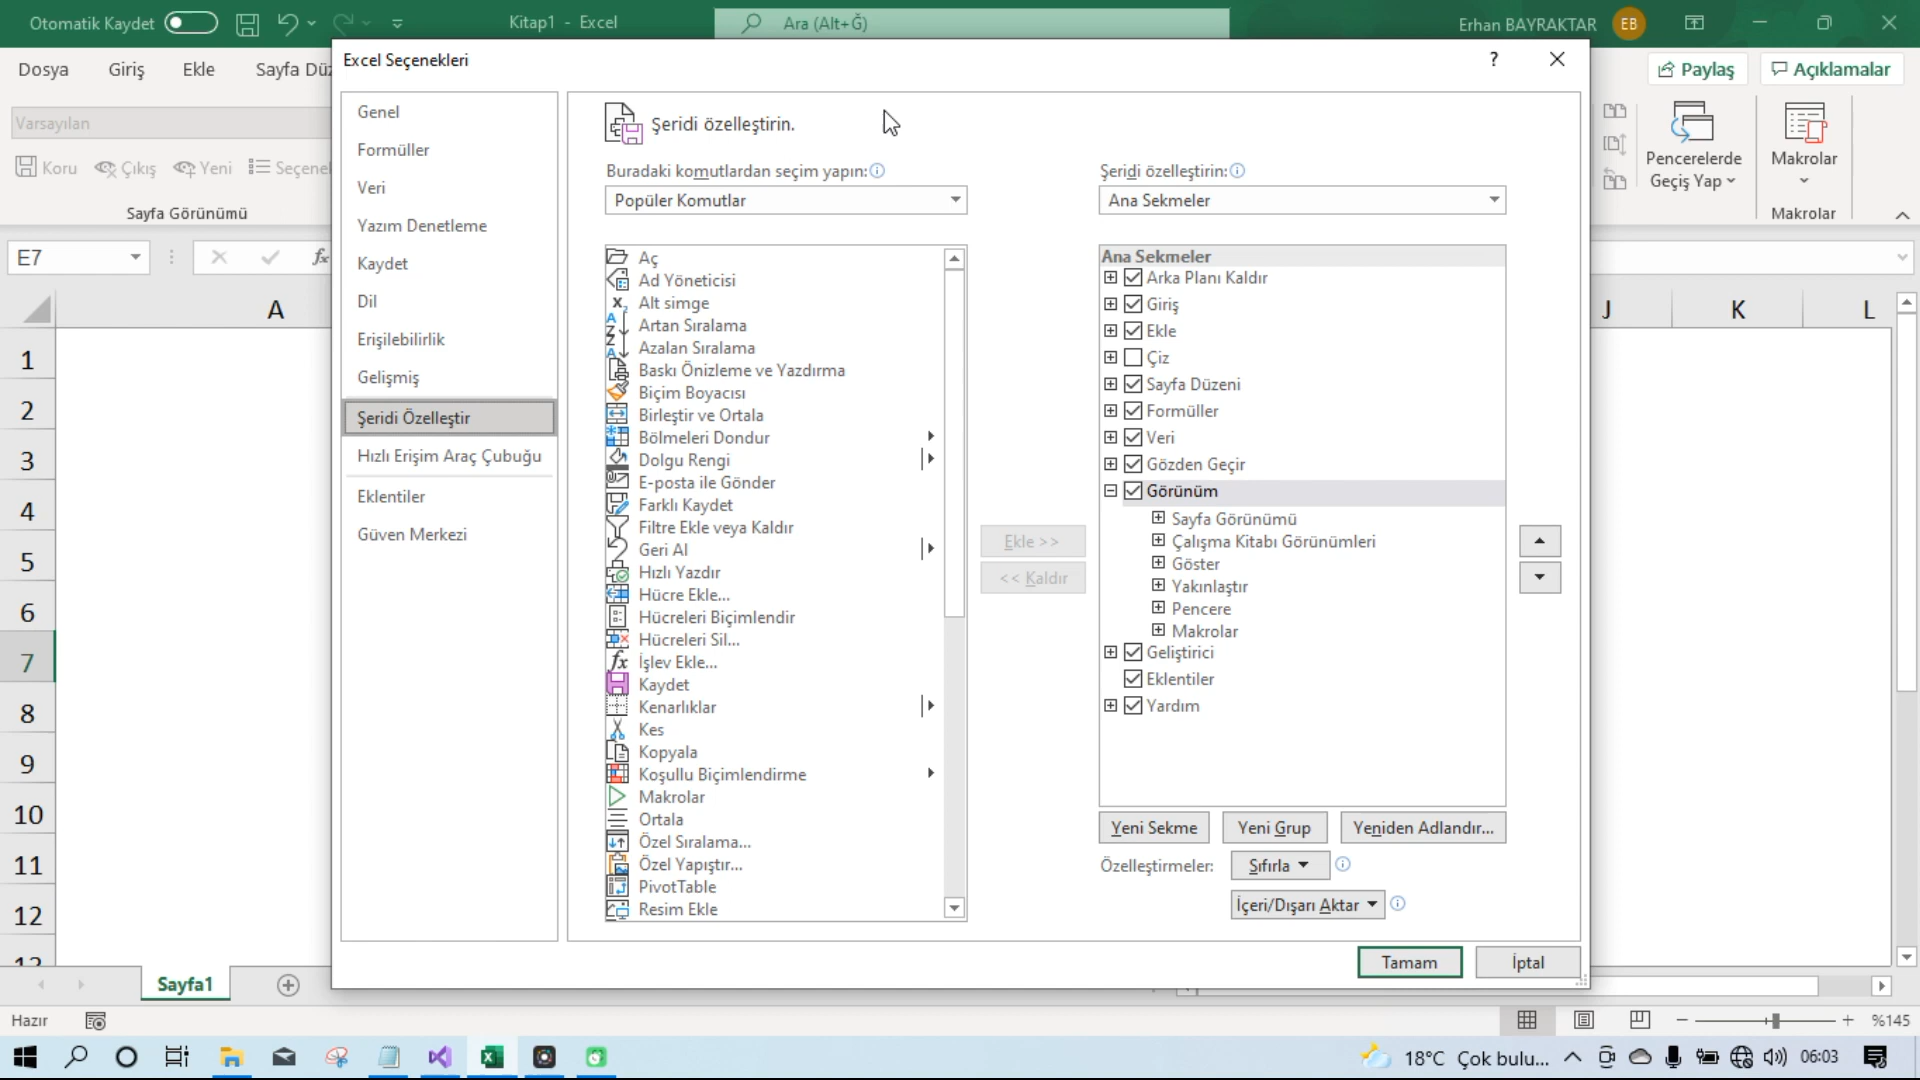 Otomatik Kaydet
Kitap1 - Excel
Ara (Alt+Ğ)
Erhan BAYRAKTAR
EB
Dosya
Giriş
Ekle
Sayfa Düz
Paylaş
Açıklamalar
Varsayılan
Koru
Çıkış
Yeni
Seçenek
Sayfa Görünümü
Pencerelerde
Geçiş Yap
Makrolar
Makrolar
E7
fx
A
J
K
L
1
2
3
4
5
6
7
8
9
10
11
12
13
Excel Seçenekleri
?
Genel
Formüller
Veri
Yazım Denetleme
Kaydet
Dil
Erişilebilirlik
Gelişmiş
Şeridi Özelleştir
Hızlı Erişim Araç Çubuğu
Eklentiler
Güven Merkezi
Şeridi özelleştirin.
Buradaki komutlardan seçim yapın:
Popüler Komutlar
Aç
Ad Yöneticisi
Alt simge
Artan Sıralama
Azalan Sıralama
Baskı Önizleme ve Yazdırma
Biçim Boyacısı
Birleştir ve Ortala
Bölmeleri Dondur
Dolgu Rengi
E-posta ile Gönder
Farklı Kaydet
Filtre Ekle veya Kaldır
Geri Al
Hızlı Yazdır
Hücre Ekle...
Hücreleri Biçimlendir
Hücreleri Sil...
İşlev Ekle...
Kaydet
Kenarlıklar
Kes
Kopyala
Koşullu Biçimlendirme
Makrolar
Ortala
Özel Sıralama...
Özel Yapıştır...
PivotTable
Resim Ekle
Ekle >>
<< Kaldır
Şeridi özelleştirin:
Ana Sekmeler
Ana Sekmeler
Arka Planı Kaldır
Giriş
Ekle
Çiz
Sayfa Düzeni
Formüller
Veri
Gözden Geçir
Görünüm
Sayfa Görünümü
Çalışma Kitabı Görünümleri
Göster
Yakınlaştır
Pencere
Makrolar
Geliştirici
Eklentiler
Yardım
Yeni Sekme
Yeni Grup
Yeniden Adlandır...
Özelleştirmeler:
Sıfırla
İçeri/Dışarı Aktar
Tamam
İptal
Sayfa1
Hazır
%145
18°C Çok bulu...
06:03